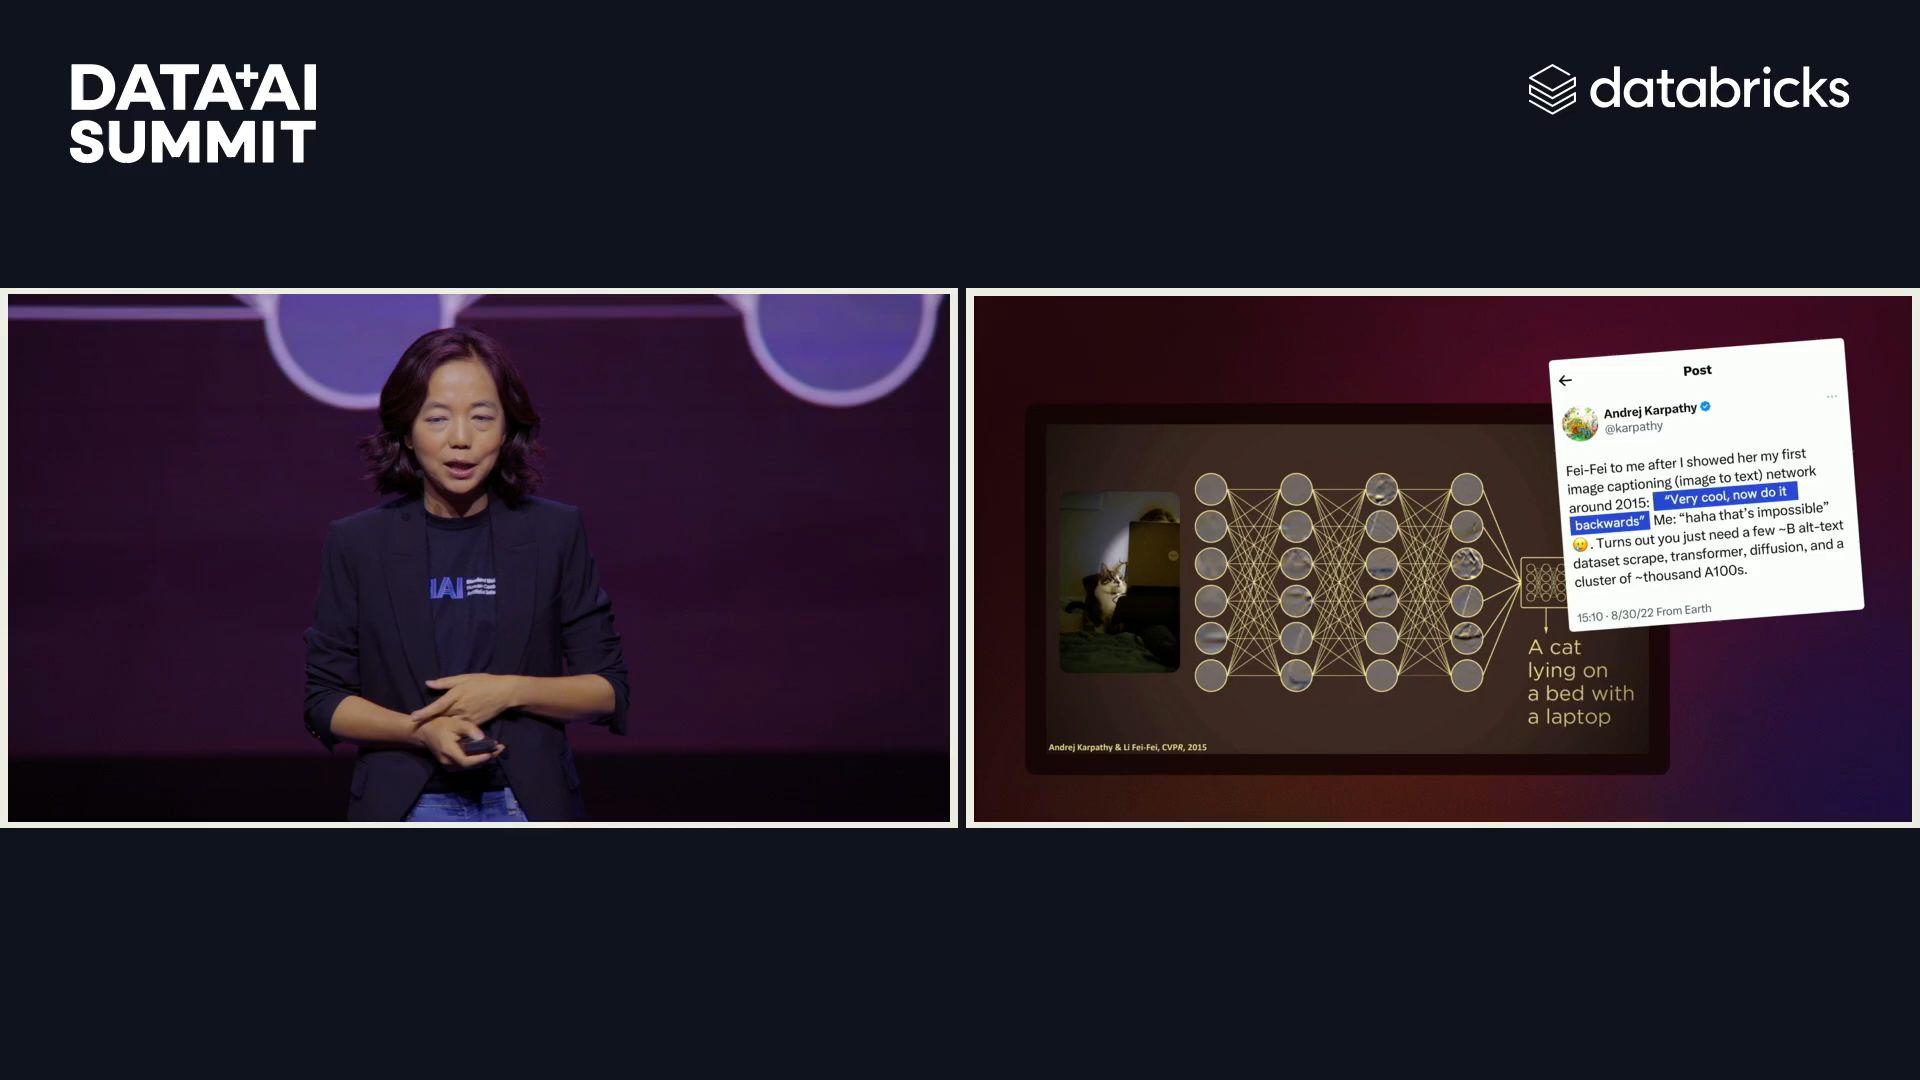 DATA+AI
SUMMIT
databricks
Post
Andrej Karpathy
@karpathy
Fei-Fei to me after I showed her my first
image captioning (image to text) network
around 2015: “Very cool, now do it
backwards” Me: “haha that’s impossible”
🥲. Turns out you just need a few ~B alt-text
dataset scrape, transformer, diffusion, and a
cluster of ~thousand A100s.
15:10 · 8/30/22 From Earth
A cat
lying on
a bed with
a laptop
Andrej Karpathy & Li Fei-Fei, CVPR, 2015